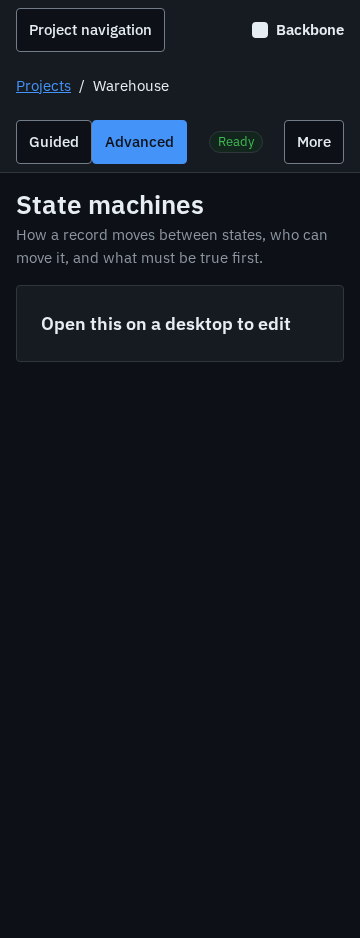 Project navigation
Backbone
Projects / Warehouse
Guided
Advanced
Ready
More
State machines
How a record moves between states, who can
move it, and what must be true first.
Open this on a desktop to edit